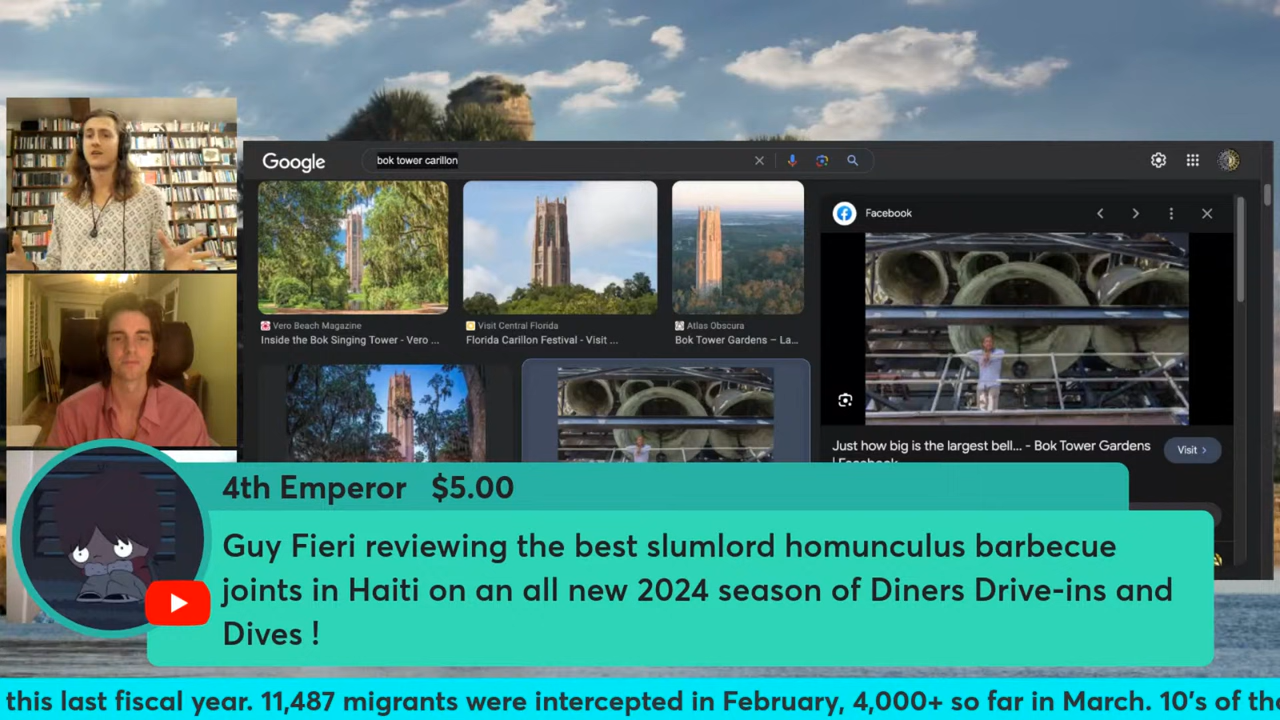 Google
bok tower carillon
Facebook
Vero Beach Magazine
Inside the Bok Singing Tower - Vero ...
Visit Central Florida
Florida Carillon Festival - Visit ...
Atlas Obscura
Bok Tower Gardens – La...
Just how big is the largest bell... - Bok Tower Gardens
| Facebook
Visit
4th Emperor $5.00
Guy Fieri reviewing the best slumlord homunculus barbecue
joints in Haiti on an all new 2024 season of Diners Drive-ins and
Dives !
this last fiscal year. 11,487 migrants were intercepted in February, 4,000+ so far in March. 10's of tho